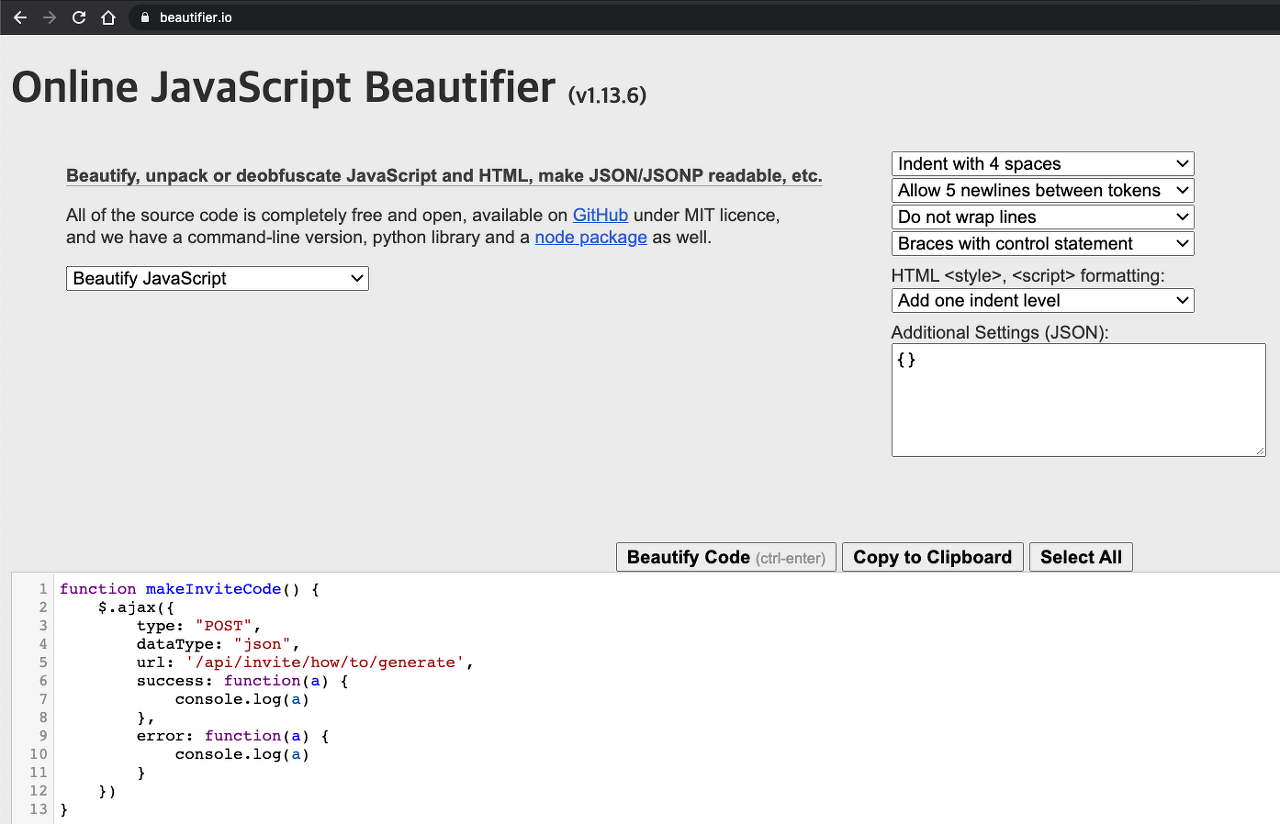 beautifier.io
Online JavaScript Beautifier (v1.13.6)
Beautify, unpack or deobfuscate JavaScript and HTML, make JSON/JSONP readable, etc.
All of the source code is completely free and open, available on GitHub under MIT licence,
and we have a command-line version, python library and a node package as well.
Beautify JavaScript
Indent with 4 spaces
Allow 5 newlines between tokens
Do not wrap lines
Braces with control statement
HTML <style>, <script> formatting:
Add one indent level
Additional Settings (JSON):
{}
Beautify Code (ctrl-enter) Copy to Clipboard Select All
1 function makeInviteCode() {
2     $.ajax({
3         type: "POST",
4         dataType: "json",
5         url: '/api/invite/how/to/generate',
6         success: function(a) {
7             console.log(a)
8         },
9         error: function(a) {
10             console.log(a)
11         }
12     })
13 }